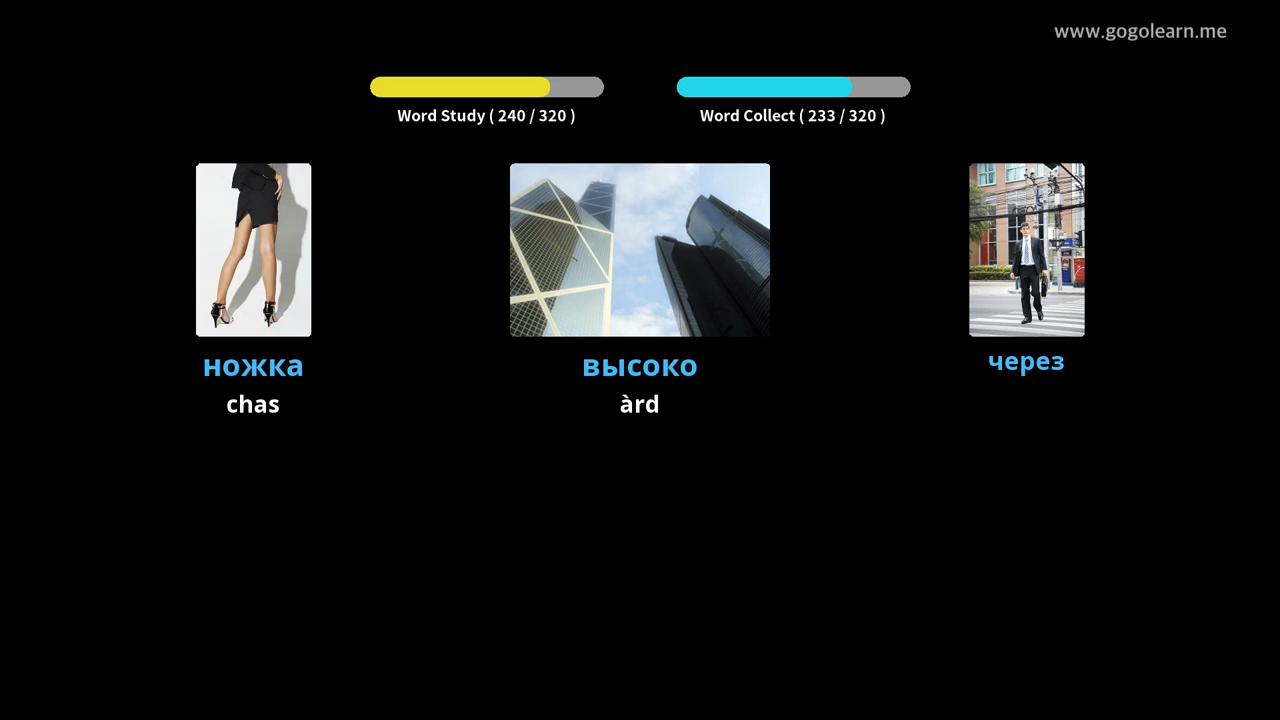 www.gogolearn.me
Word Study ( 240 / 320 )
Word Collect ( 233 / 320 )
ножка
chas
высоко
àrd
через